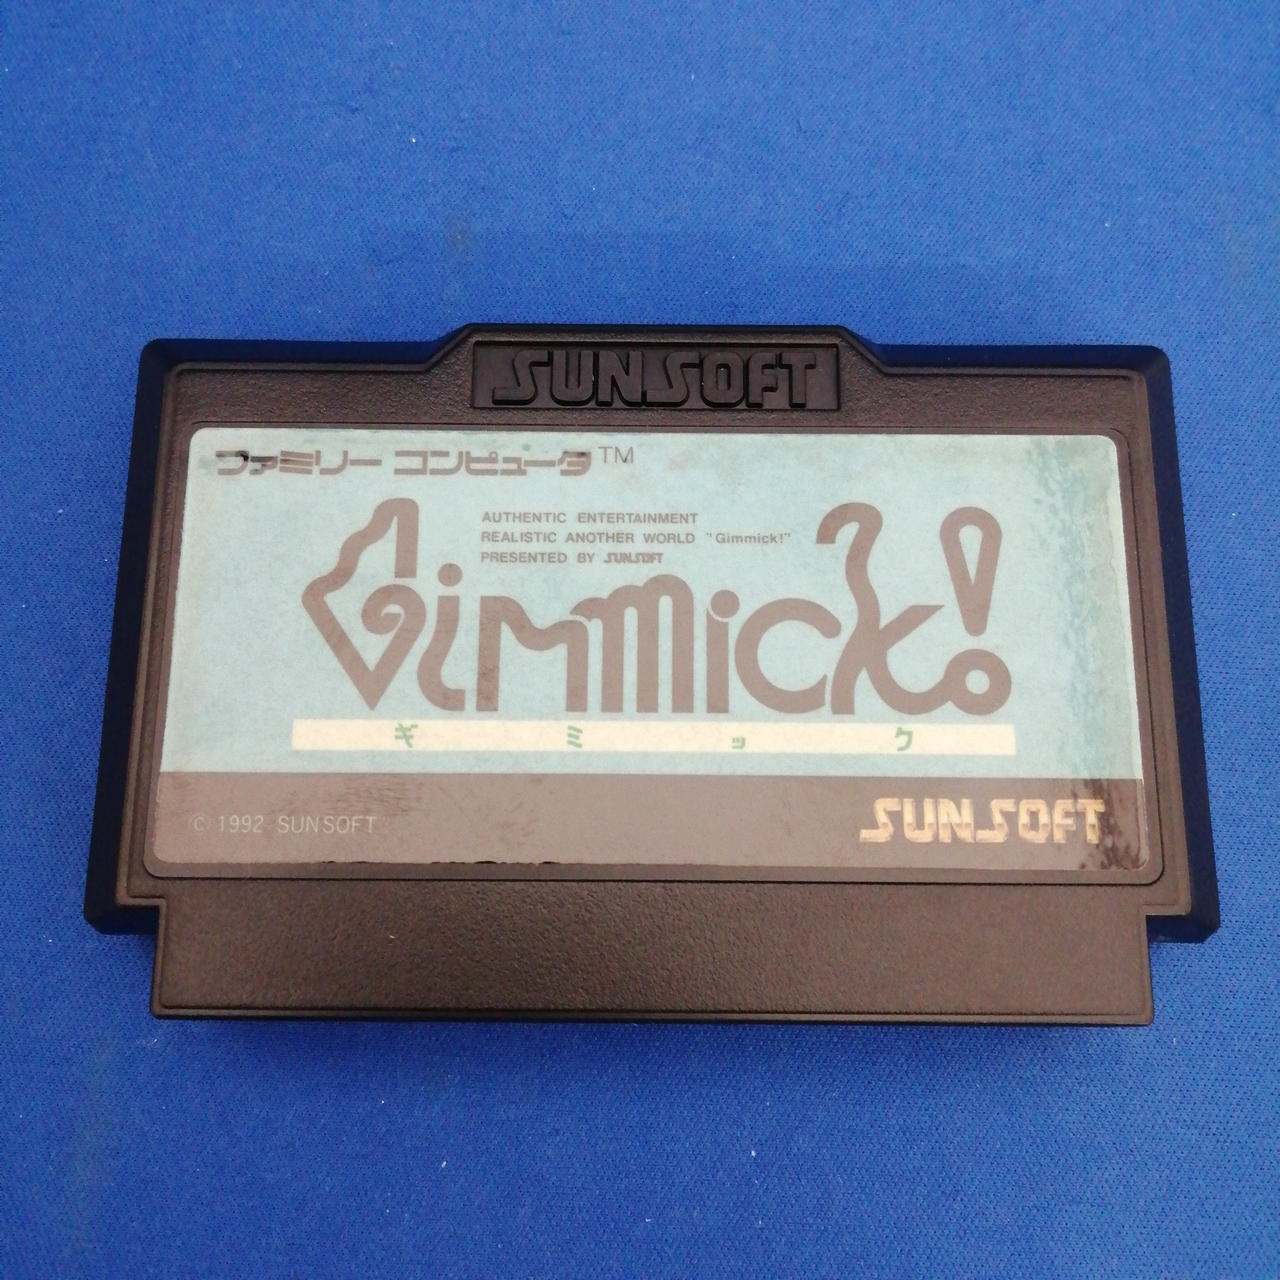 SUNSOFT
ファミリー コンピュータ™
AUTHENTIC ENTERTAINMENT
REALISTIC ANOTHER WORLD "Gimmick!"
PRESENTED BY SUNSOFT
Gimmick!
ギミック
© 1992 SUNSOFT
SUNSOFT